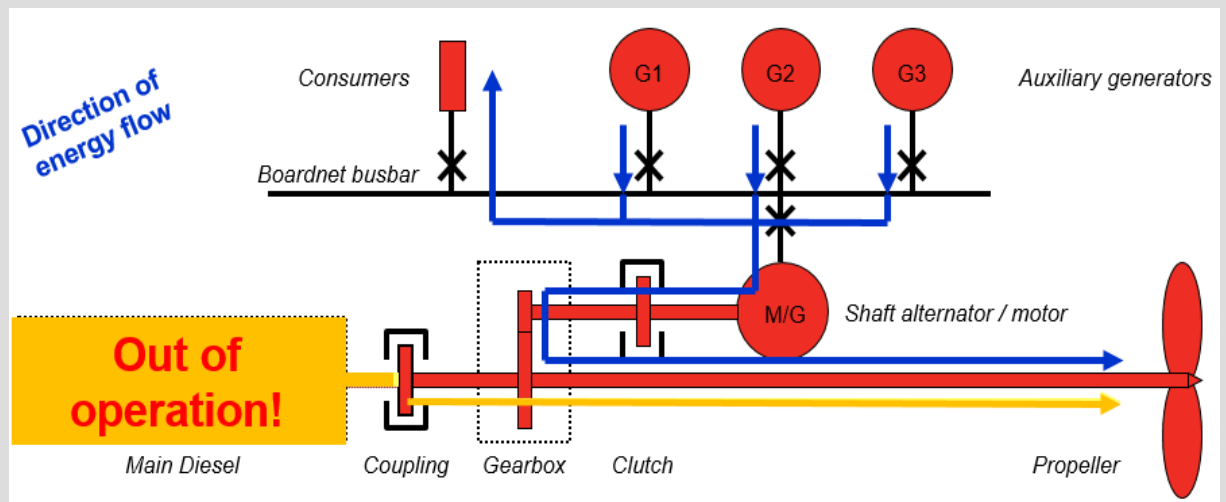 Direction of
energy flow
Consumers
G1
G2
G3
Auxiliary generators
Boardnet busbar
M/G
Shaft alternator / motor
Out of
operation!
Main Diesel
Coupling
Gearbox
Clutch
Propeller